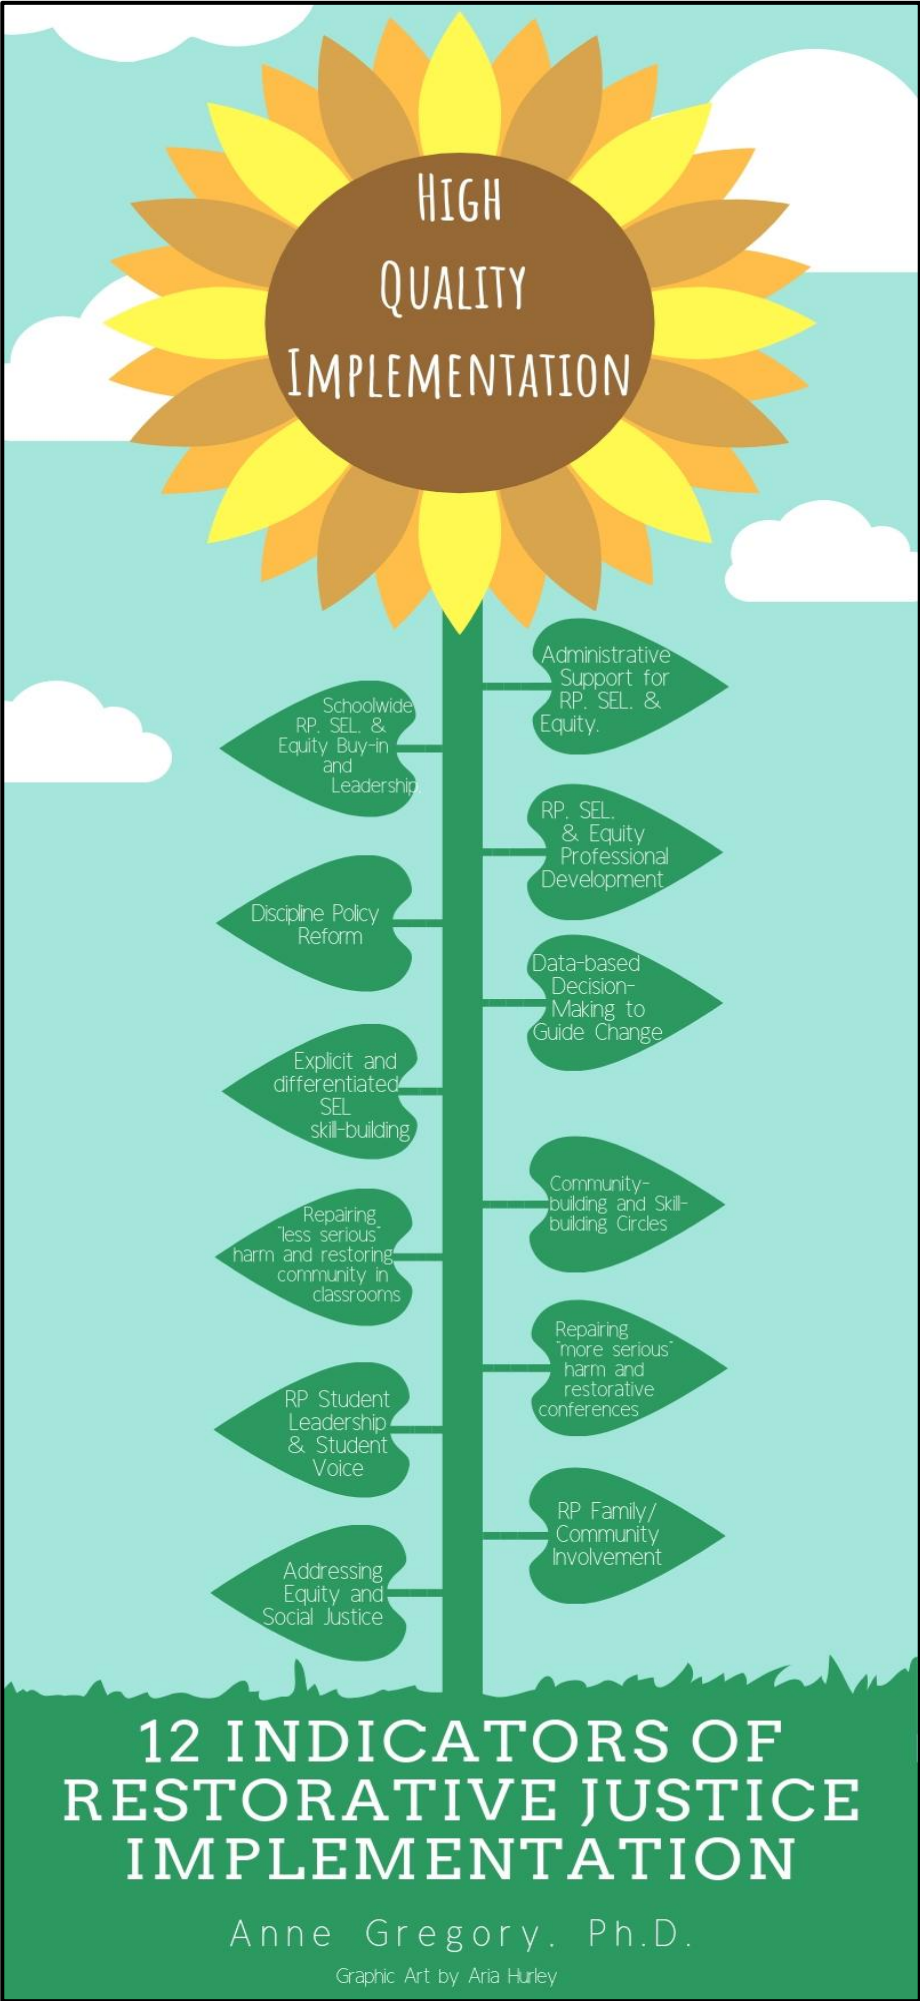 High
Quality
Implementation
Administrative
Support for
RP, SEL, &
Equity.
Schoolwide
RP, SEL, &
Equity Buy-in
and
Leadership.
RP, SEL,
& Equity
Professional
Development
Discipline Policy
Reform
Data-based
Decision-
Making to
Guide Change
Explicit and
differentiated
SEL
skill-building
Community-
building and Skill-
building Circles
Repairing
"less serious"
harm and restoring
community in
classrooms
Repairing
"more serious"
harm and
restorative
conferences
RP Student
Leadership
& Student
Voice
RP Family/
Community
Involvement
Addressing
Equity and
Social Justice
12 INDICATORS OF
RESTORATIVE JUSTICE
IMPLEMENTATION
Anne Gregory, Ph.D.
Graphic Art by Aria Hurley